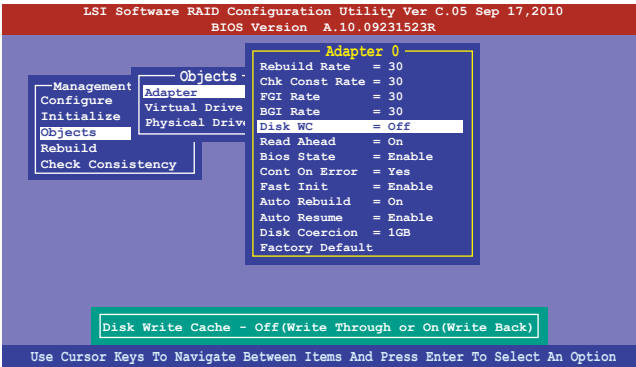 LSI Software RAID Configuration Utility Ver C.05 Sep 17,2010
BIOS Version A.10.09231523R
Management
Configure
Initialize
Objects
Rebuild
Check Consistency
Objects
Adapter
Virtual Drive
Physical Driv
Adapter 0
Rebuild Rate = 30
Chk Const Rate = 30
FGI Rate = 30
BGI Rate = 30
Disk WC = Off
Read Ahead = On
Bios State = Enable
Cont On Error = Yes
Fast Init = Enable
Auto Rebuild = On
Auto Resume = Enable
Disk Coercion = 1GB
Factory Default
Disk Write Cache - Off(Write Through or On(Write Back)
Use Cursor Keys To Navigate Between Items And Press Enter To Select An Option